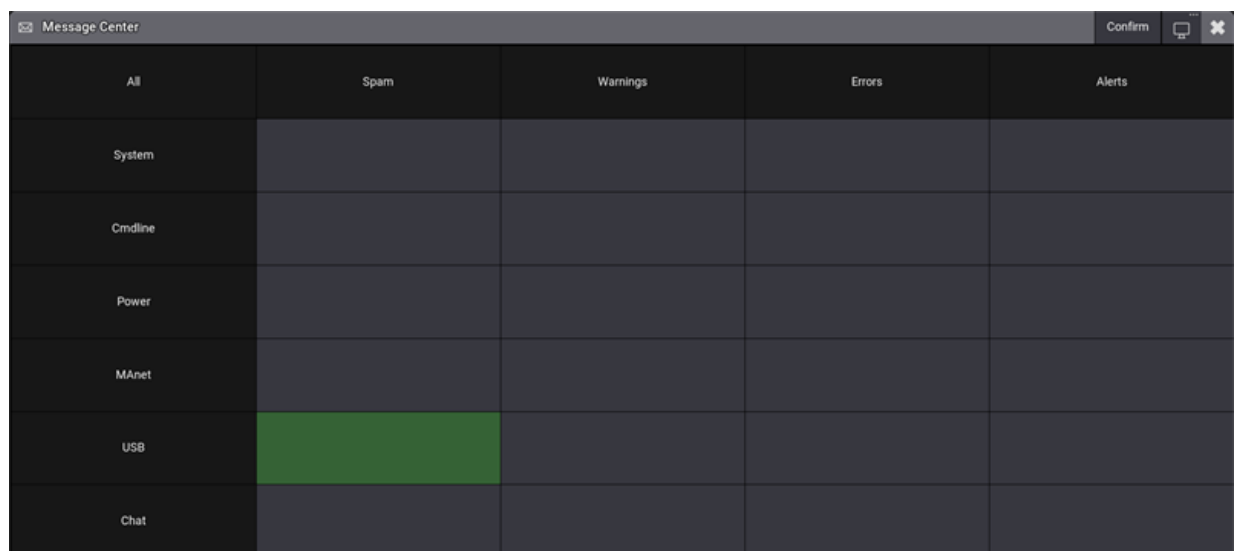 Message Center
Confirm
All Spam Warnings Errors Alerts
System
Cmdline
Power
MAnet
USB
Chat